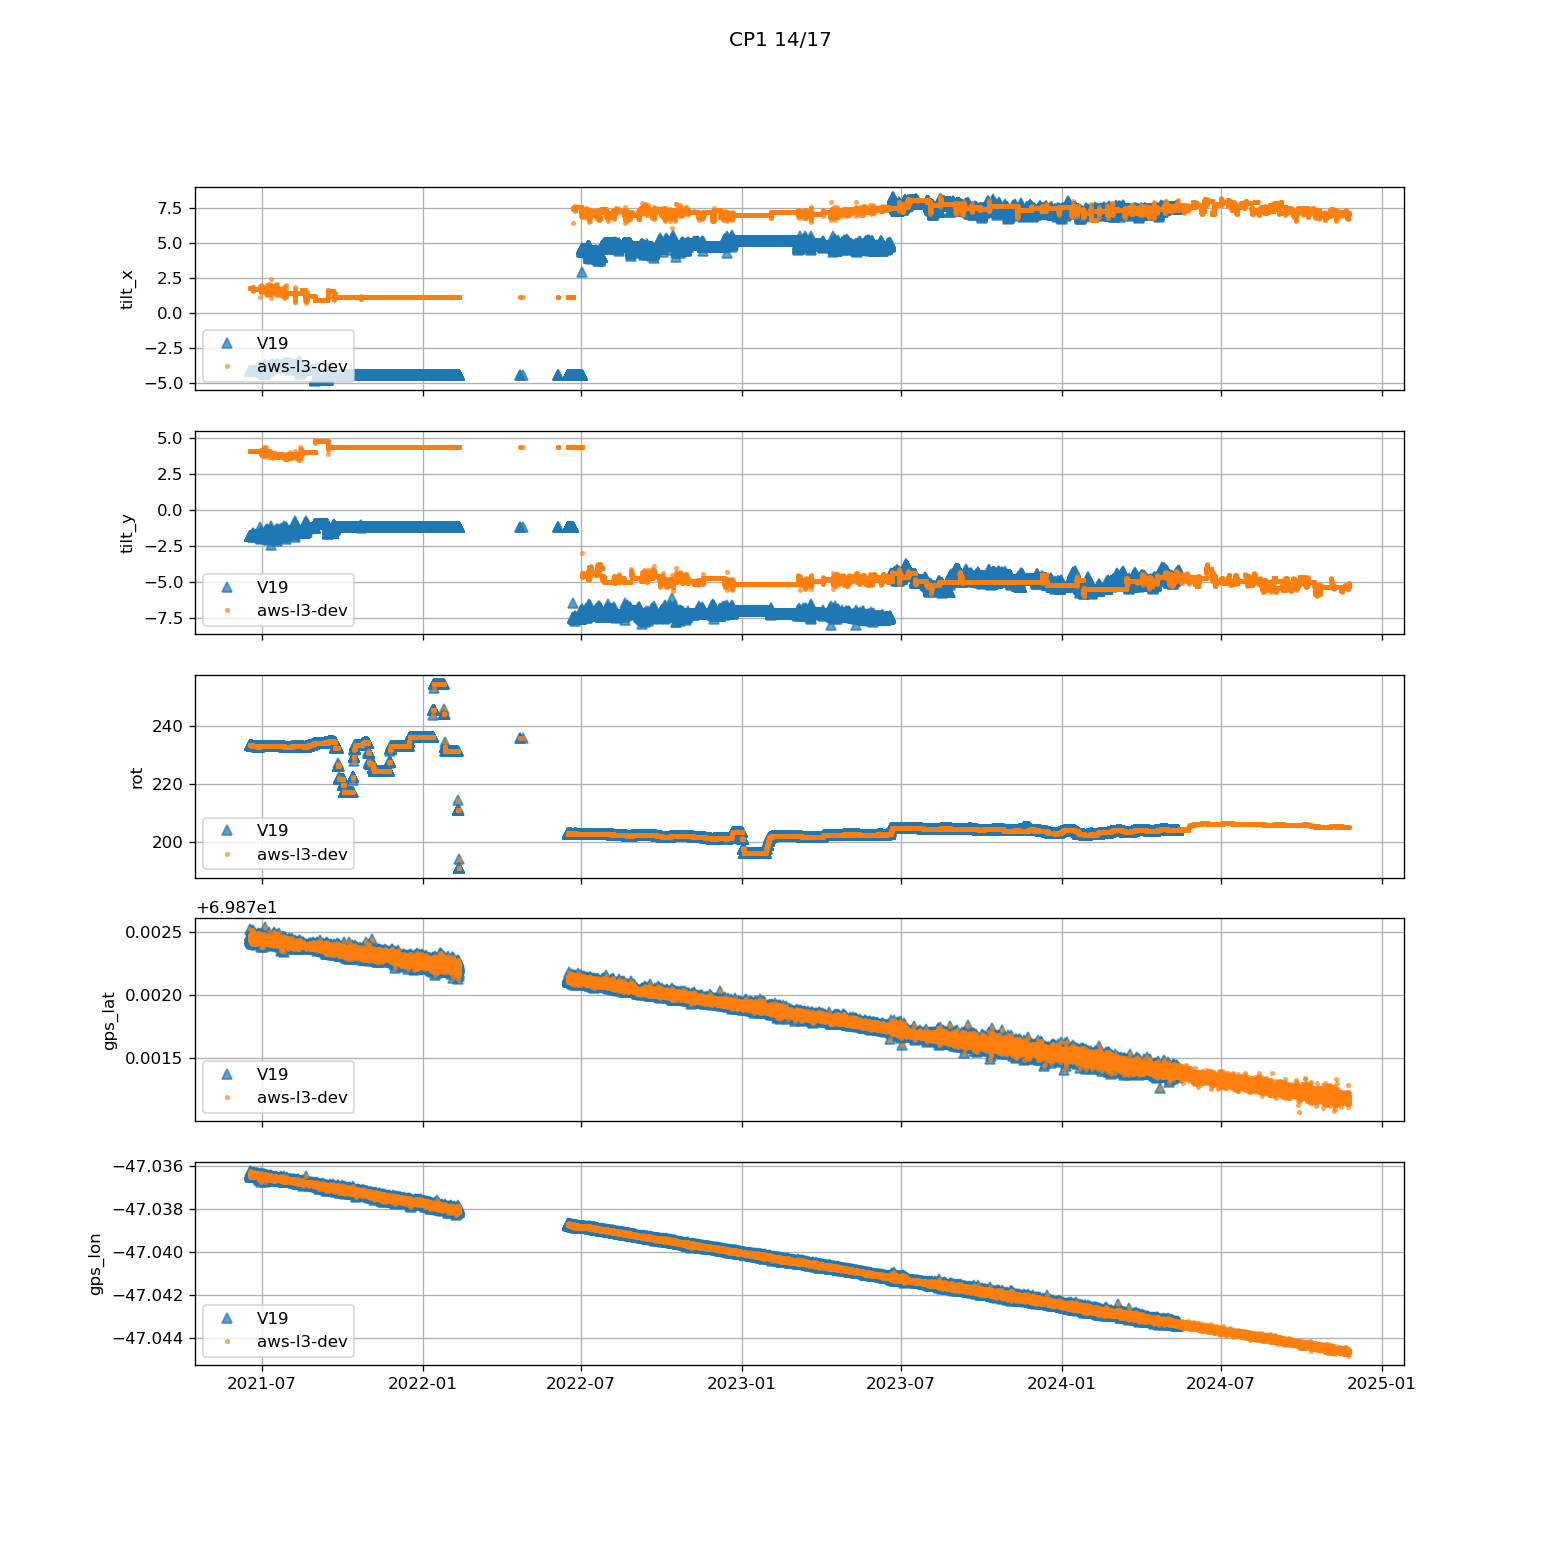 CP1 14/17
7.5
5.0
2.5
0.0
−2.5
−5.0
tilt_x
V19
aws-l3-dev
5.0
2.5
0.0
−2.5
−5.0
−7.5
tilt_y
V19
aws-l3-dev
240
220
200
rot
V19
aws-l3-dev
+6.987e1
0.0025
0.0020
0.0015
gps_lat
V19
aws-l3-dev
−47.036
−47.038
−47.040
−47.042
−47.044
gps_lon
V19
aws-l3-dev
2021-07 2022-01 2022-07 2023-01 2023-07 2024-01 2024-07 2025-01